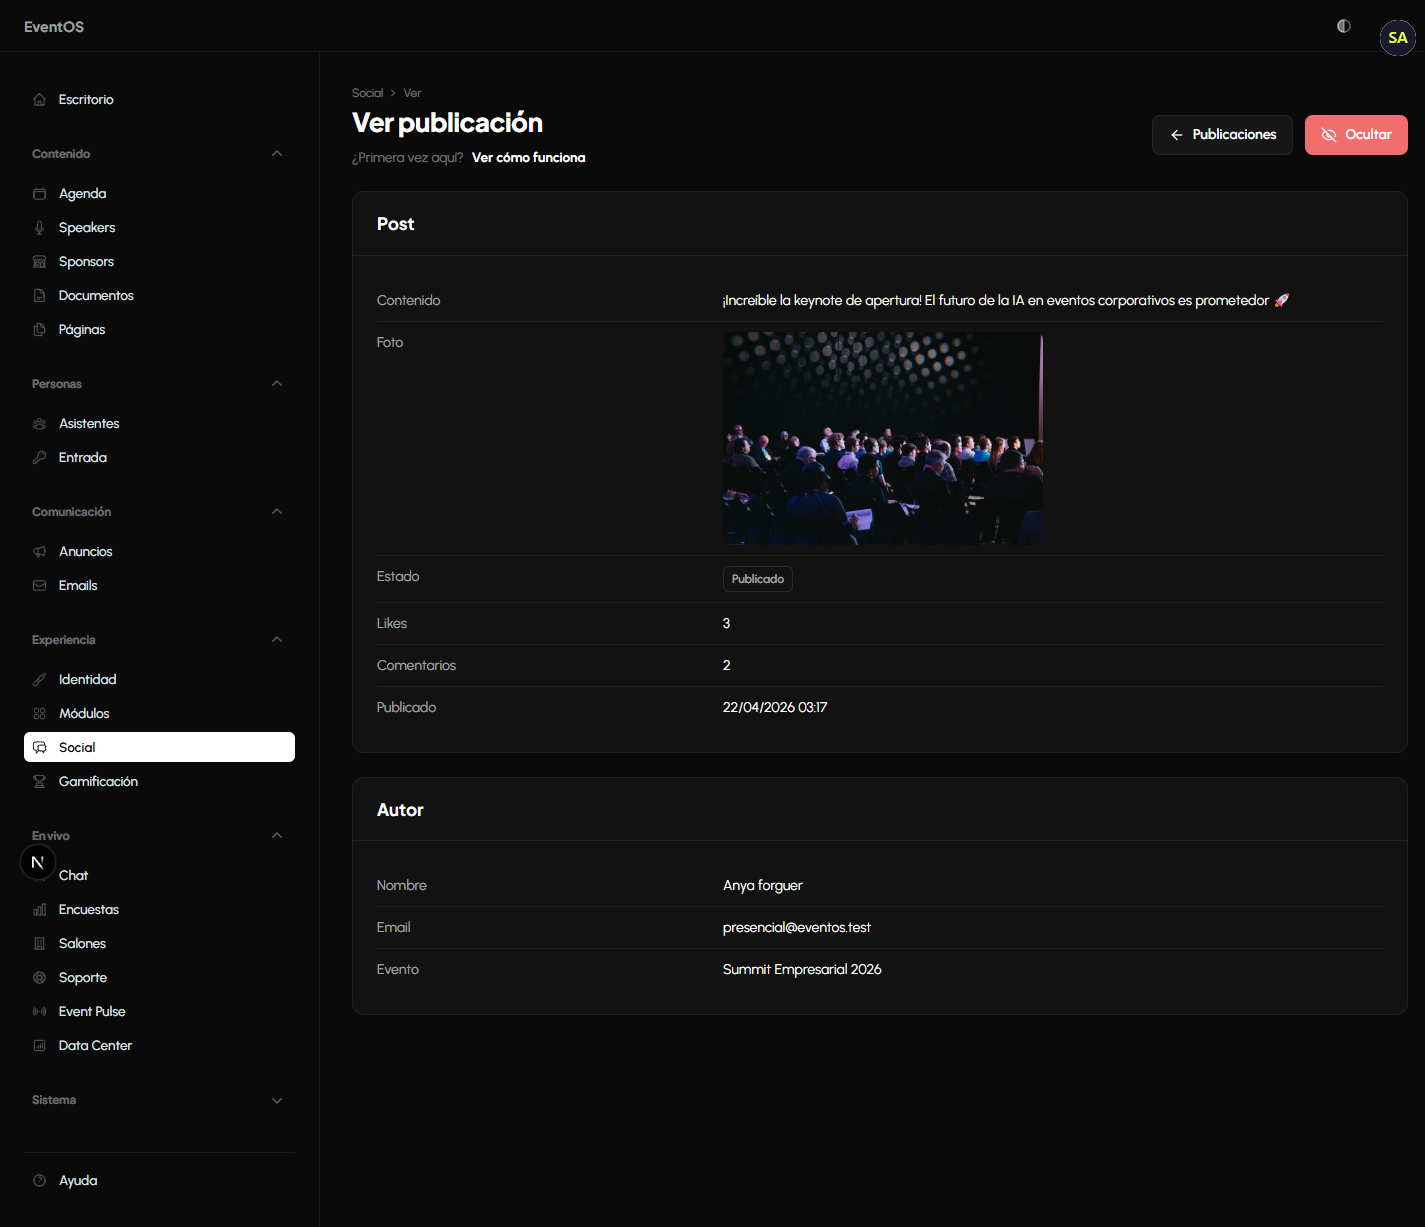 EventOS
SA
Escritorio
Contenido
Agenda
Speakers
Sponsors
Documentos
Páginas
Personas
Asistentes
Entrada
Comunicación
Anuncios
Emails
Experiencia
Identidad
Módulos
Social
Gamificación
En vivo
N
Chat
Encuestas
Salones
Soporte
Event Pulse
Data Center
Sistema
Ayuda
Social > Ver
Ver publicación
¿Primera vez aquí? Ver cómo funciona
Publicaciones
Ocultar
Post
Contenido ¡Increíble la keynote de apertura! El futuro de la IA en eventos corporativos es prometedor 🚀
Foto
Estado Publicado
Likes 3
Comentarios 2
Publicado 22/04/2026 03:17
Autor
Nombre Anya forguer
Email presencial@eventos.test
Evento Summit Empresarial 2026